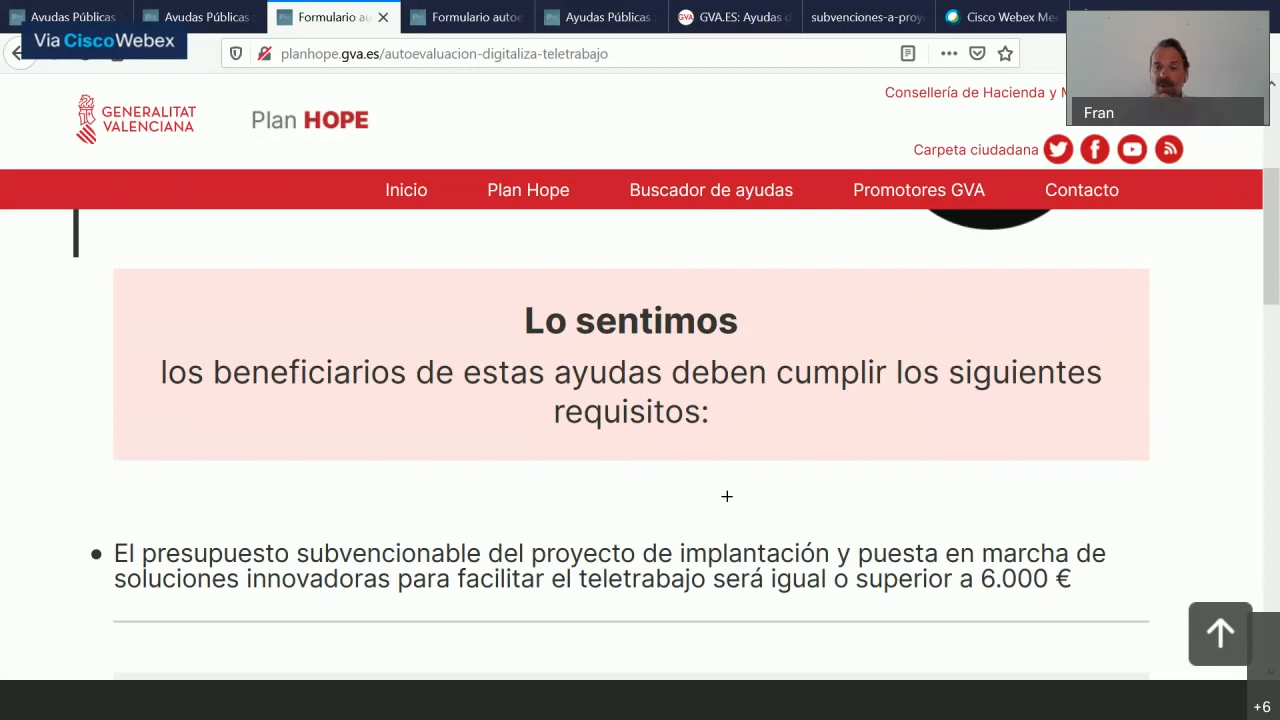 Ayudas Públicas
Ayudas Públicas
Formulario au
Formulario autoe
Ayudas Públicas
GVA.ES: Ayudas d
subvenciones-a-proy
Cisco Webex Me
Vía CiscoWebex
planhope.gva.es/autoevaluacion-digitaliza-teletrabajo
GENERALITAT
VALENCIANA
Plan HOPE
Consellería de Hacienda y M
Fran
Carpeta ciudadana
Inicio
Plan Hope
Buscador de ayudas
Promotores GVA
Contacto
Lo sentimos
los beneficiarios de estas ayudas deben cumplir los siguientes
requisitos:
El presupuesto subvencionable del proyecto de implantación y puesta en marcha de
soluciones innovadoras para facilitar el teletrabajo será igual o superior a 6.000 €
+6